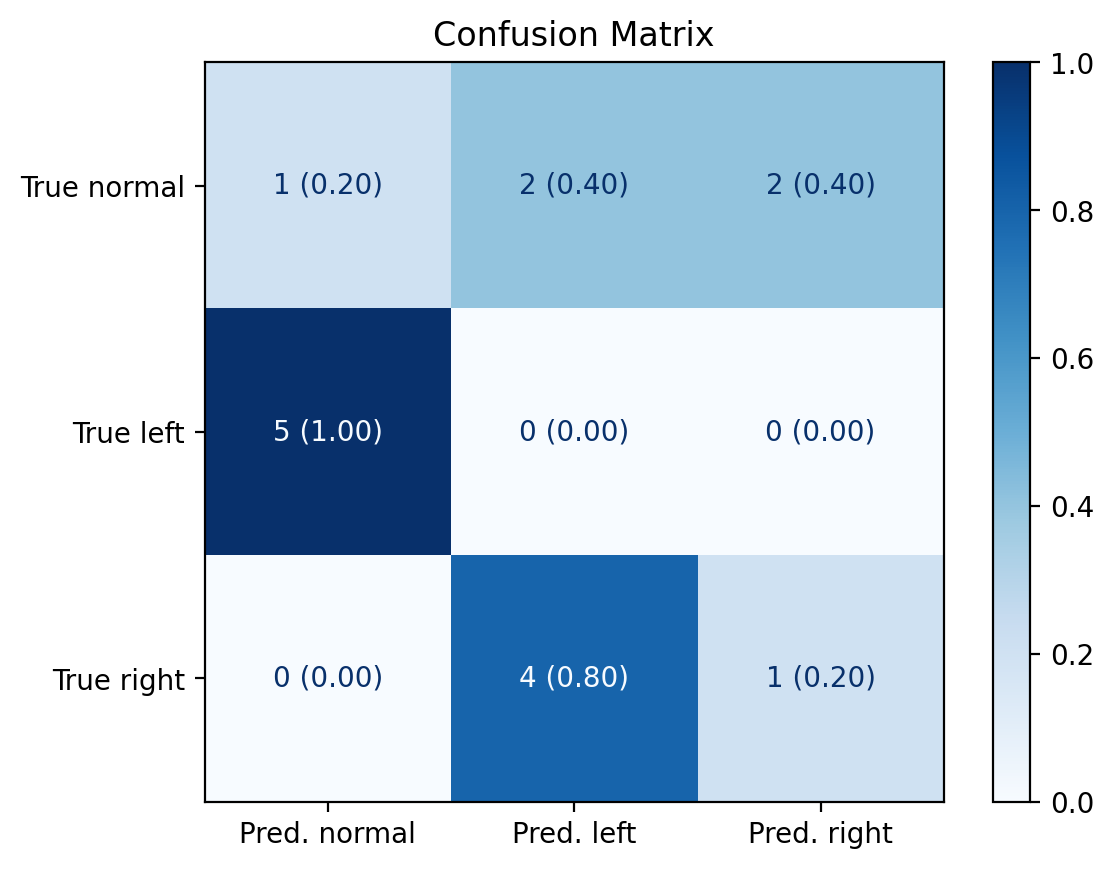 Confusion Matrix
True normal 1 (0.20) 2 (0.40) 2 (0.40)
True left 5 (1.00) 0 (0.00) 0 (0.00)
True right 0 (0.00) 4 (0.80) 1 (0.20)
Pred. normal Pred. left Pred. right
1.0
0.8
0.6
0.4
0.2
0.0